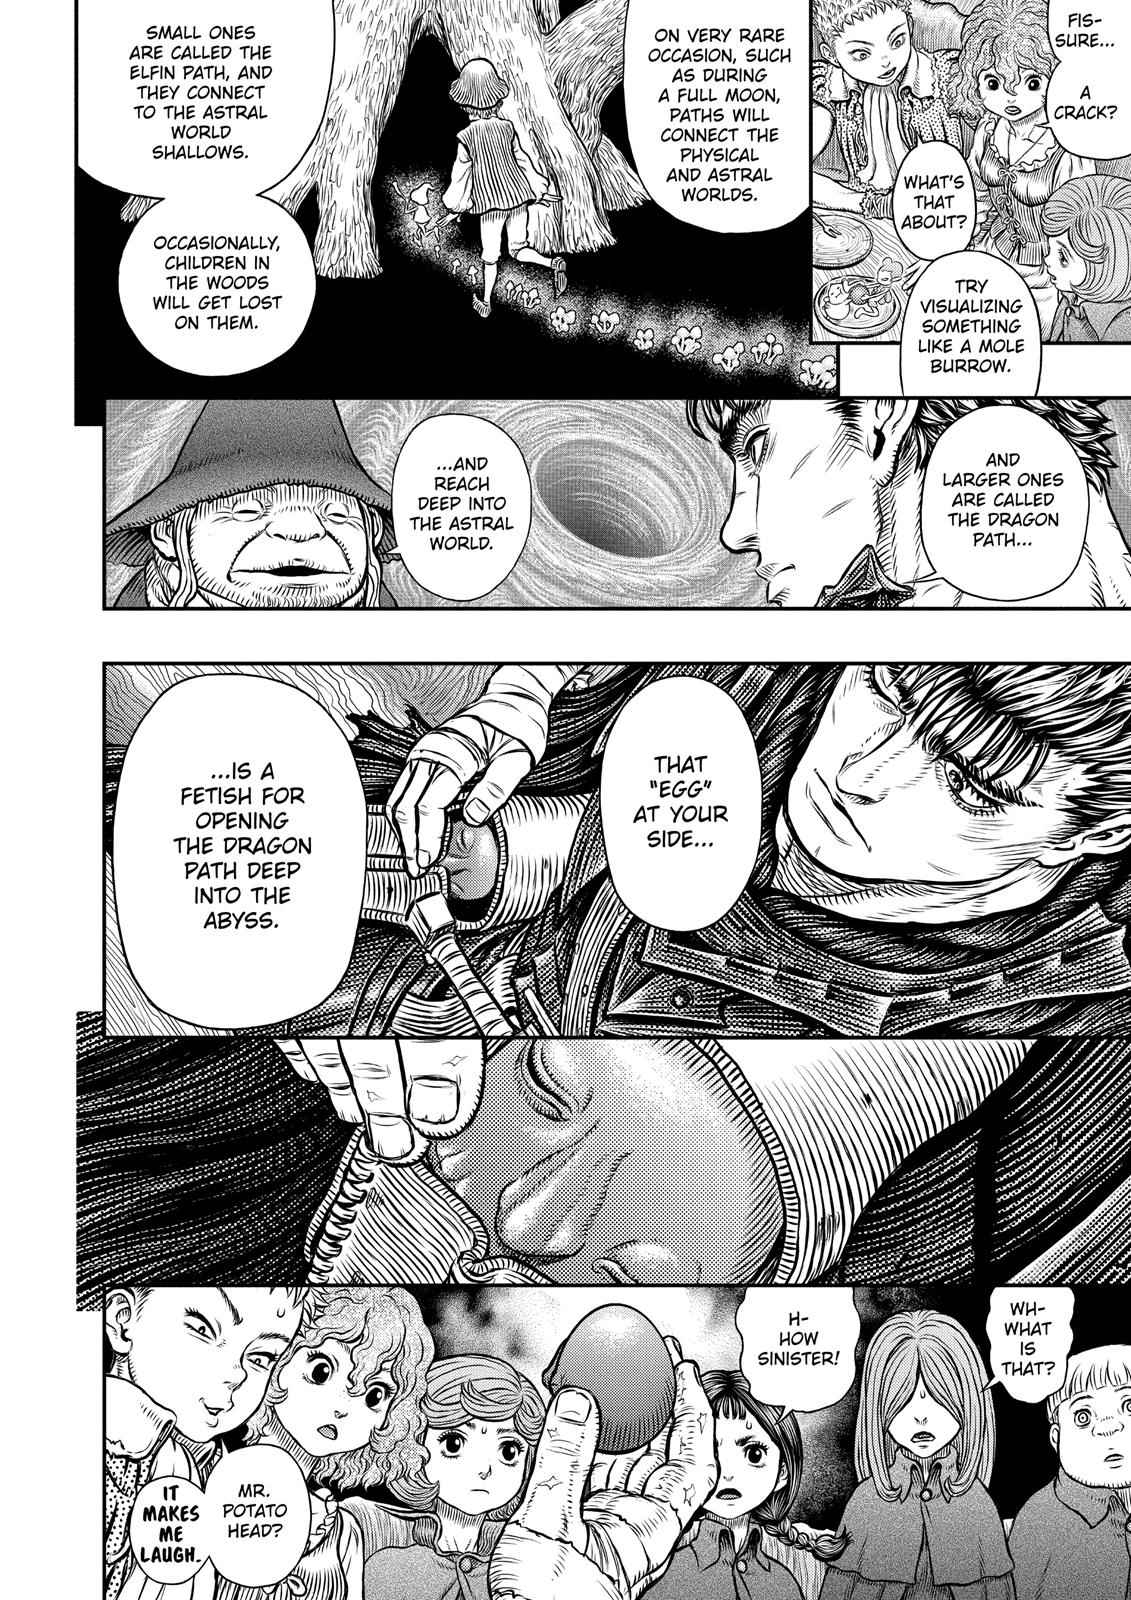 FIS-
SURE...
A
CRACK?
WHAT'S
THAT
ABOUT?
TRY
VISUALIZING
SOMETHING
LIKE A MOLE
BURROW.
ON VERY RARE
OCCASION, SUCH
AS DURING
A FULL MOON,
PATHS WILL
CONNECT THE
PHYSICAL
AND ASTRAL
WORLDS.
SMALL ONES
ARE CALLED THE
ELFIN PATH, AND
THEY CONNECT
TO THE ASTRAL
WORLD
SHALLOWS.
OCCASIONALLY,
CHILDREN IN
THE WOODS
WILL GET LOST
ON THEM.
AND
LARGER ONES
ARE CALLED
THE DRAGON
PATH...
...AND
REACH
DEEP INTO
THE ASTRAL
WORLD.
THAT
"EGG"
AT YOUR
SIDE...
...IS A
FETISH FOR
OPENING
THE DRAGON
PATH DEEP
INTO THE
ABYSS.
WH-
WHAT
IS
THAT?
H-
HOW
SINISTER!
MR.
POTATO
HEAD?
IT
MAKES
ME
LAUGH.